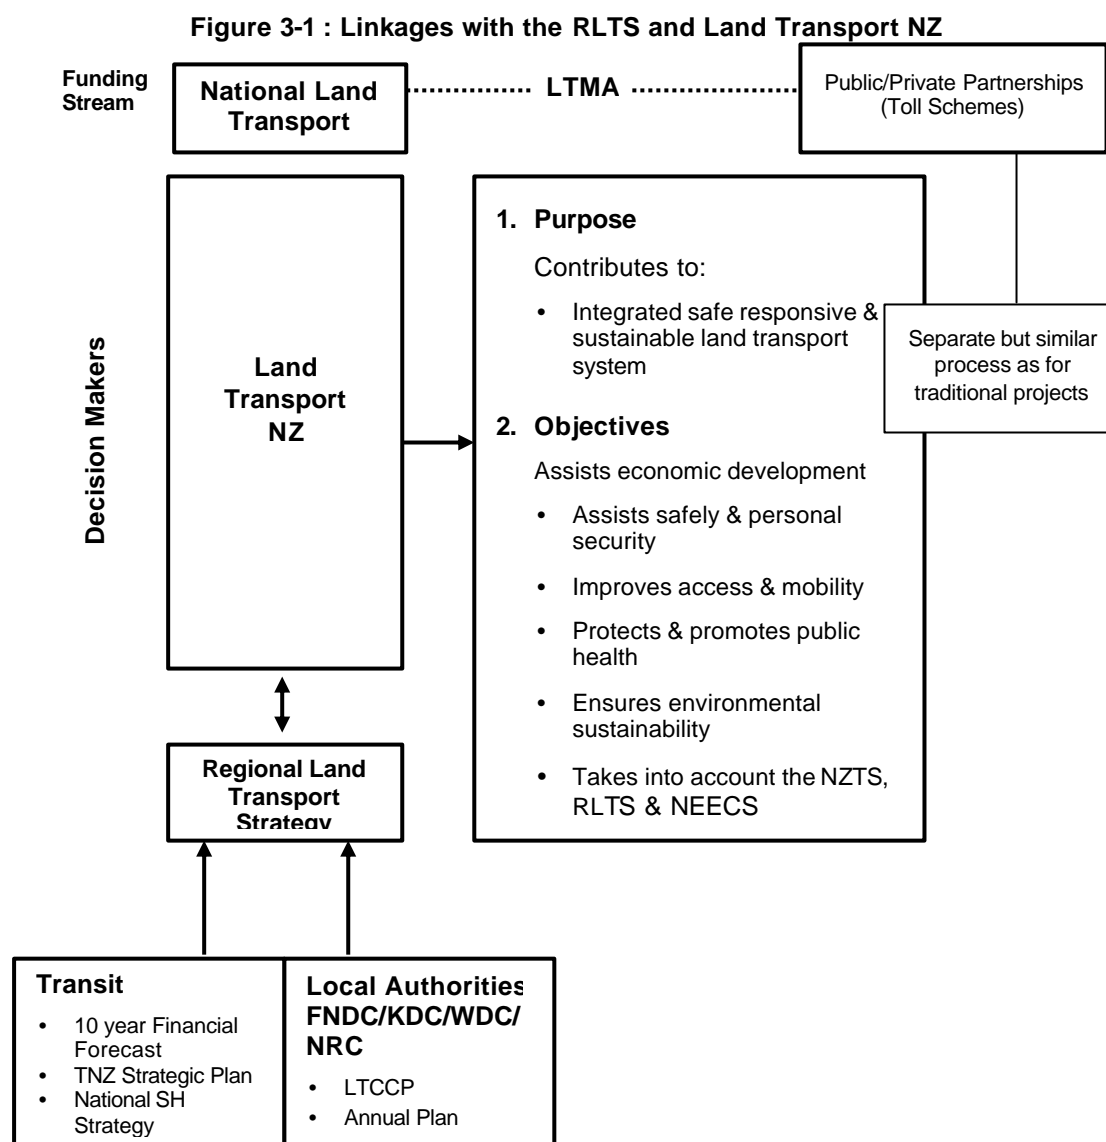 Figure 3-1 : Linkages with the RLTS and Land Transport NZ
Funding
Stream
National Land
Transport
LTMA
Public/Private Partnerships
(Toll Schemes)
Decision Makers
Land
Transport
NZ
1. Purpose
Contributes to:
• Integrated safe responsive &
sustainable land transport
system
2. Objectives
Assists economic development
• Assists safely & personal
security
• Improves access & mobility
• Protects & promotes public
health
• Ensures environmental
sustainability
• Takes into account the NZTS,
RLTS & NEECS
Separate but similar
process as for
traditional projects
Regional Land
Transport
Strategy
Transit
• 10 year Financial
Forecast
• TNZ Strategic Plan
• National SH
Strategy
Local Authorities
FNDC/KDC/WDC/
NRC
• LTCCP
• Annual Plan